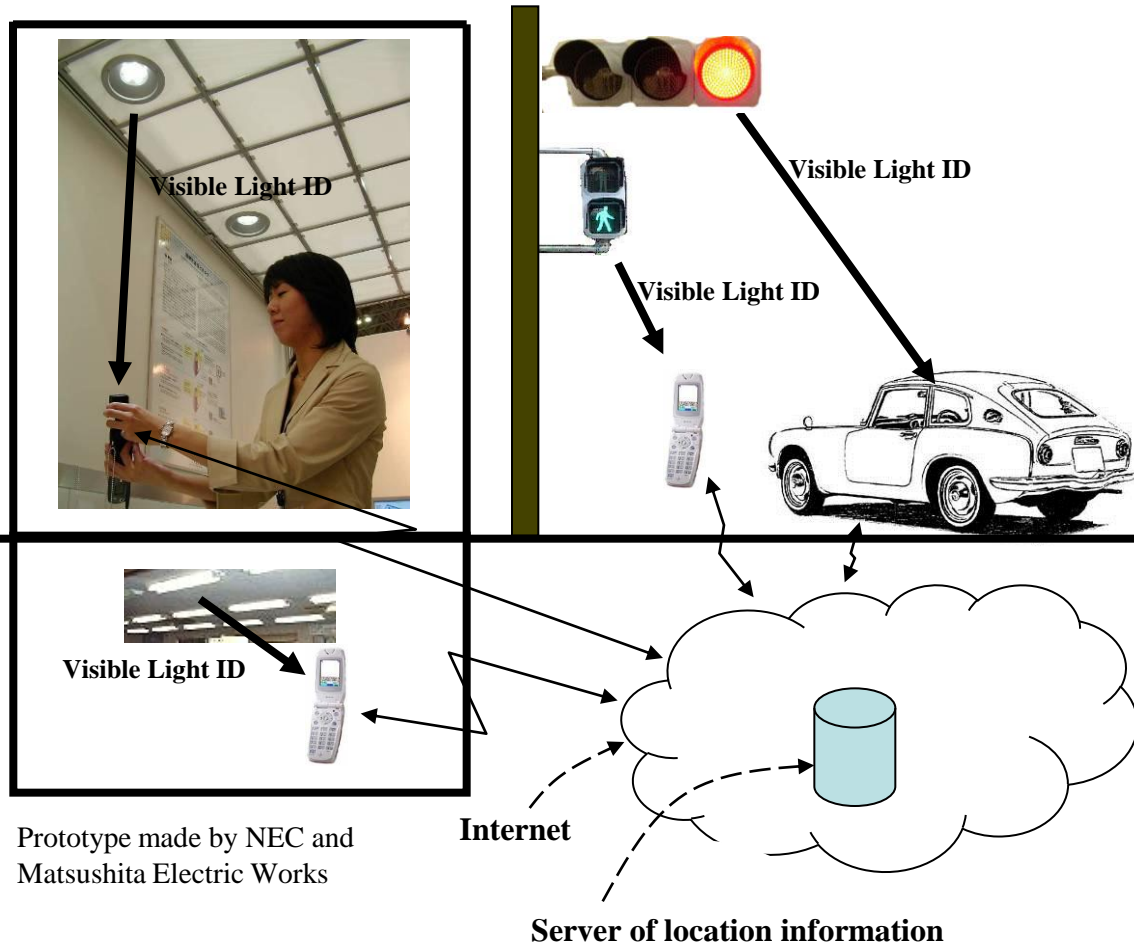 Visible Light ID
Visible Light ID
Visible Light ID
Visible Light ID
Prototype made by NEC and
Matsushita Electric Works
Internet
Server of location information